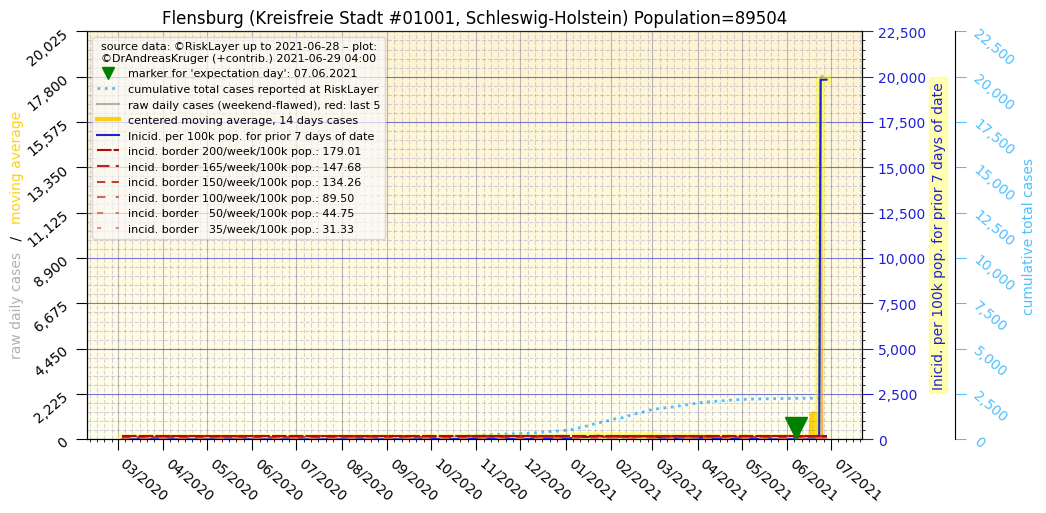 Flensburg (Kreisfreie Stadt #01001, Schleswig-Holstein) Population=89504
source data: ©RiskLayer up to 2021-06-28 – plot:
©DrAndreasKruger (+contrib.) 2021-06-29 04:00
marker for 'expectation day': 07.06.2021
cumulative total cases reported at RiskLayer
raw daily cases (weekend-flawed), red: last 5
centered moving average, 14 days cases
Inicid. per 100k pop. for prior 7 days of date
incid. border 200/week/100k pop.: 179.01
incid. border 165/week/100k pop.: 147.68
incid. border 150/week/100k pop.: 134.26
incid. border 100/week/100k pop.: 89.50
incid. border 50/week/100k pop.: 44.75
incid. border 35/week/100k pop.: 31.33
raw daily cases / moving average
20,025
17,800
15,575
13,350
11,125
8,900
6,675
4,450
2,225
0
22,500
20,000
17,500
15,000
12,500
10,000
7,500
5,000
2,500
0
Inicid. per 100k pop. for prior 7 days of date
22,500
20,000
17,500
15,000
12,500
10,000
7,500
5,000
2,500
0
cumulative total cases
03/2020
04/2020
05/2020
06/2020
07/2020
08/2020
09/2020
10/2020
11/2020
12/2020
01/2021
02/2021
03/2021
04/2021
05/2021
06/2021
07/2021